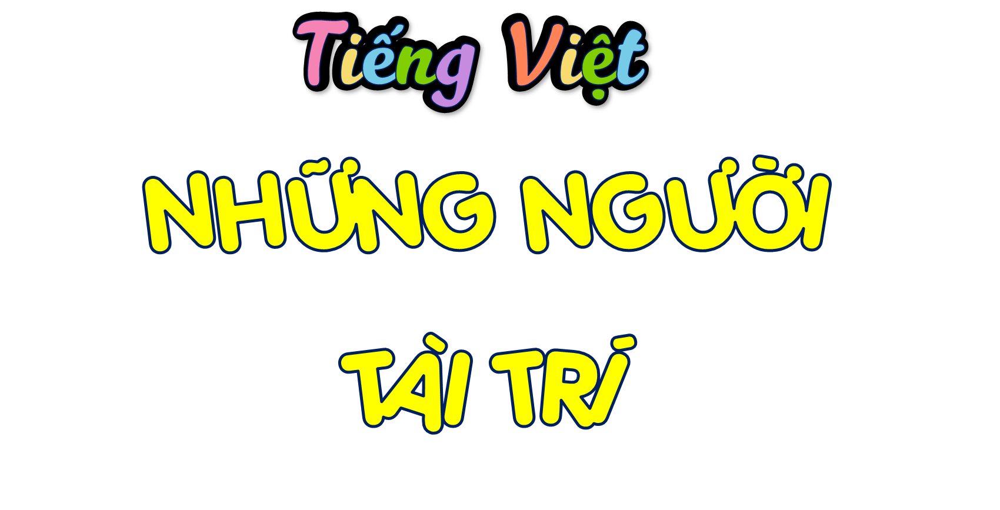 Tiếng Việt
NHỮNG NGƯỜI
TÀI TRÍ